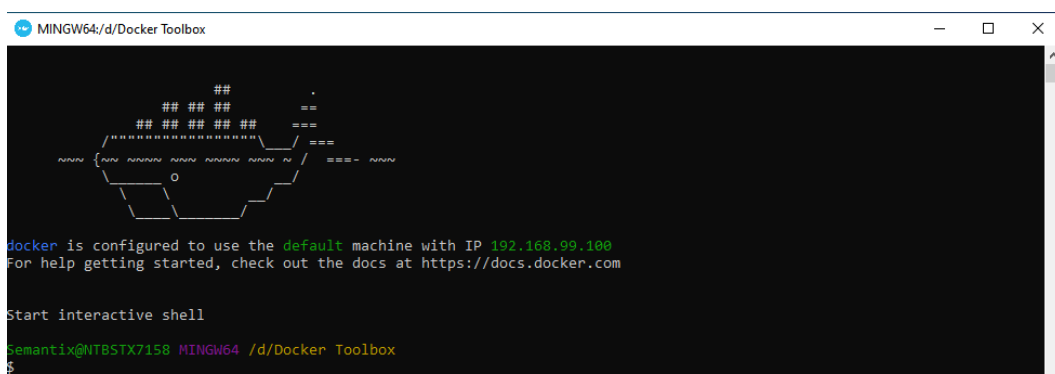 MINGW64:/d/Docker Toolbox
                        ##         .
                  ## ## ##        ==
               ## ## ## ## ##    ===
           /"""""""""""""""""\___/ ===
      ~~~ {~~ ~~~~ ~~~ ~~~~ ~~~ ~ /  ===- ~~~
           \______ o           __/
             \    \         __/
              \____\_______/
docker is configured to use the default machine with IP 192.168.99.100
For help getting started, check out the docs at https://docs.docker.com
Start interactive shell
Semantix@NTBSTX7158 MINGW64 /d/Docker Toolbox
$